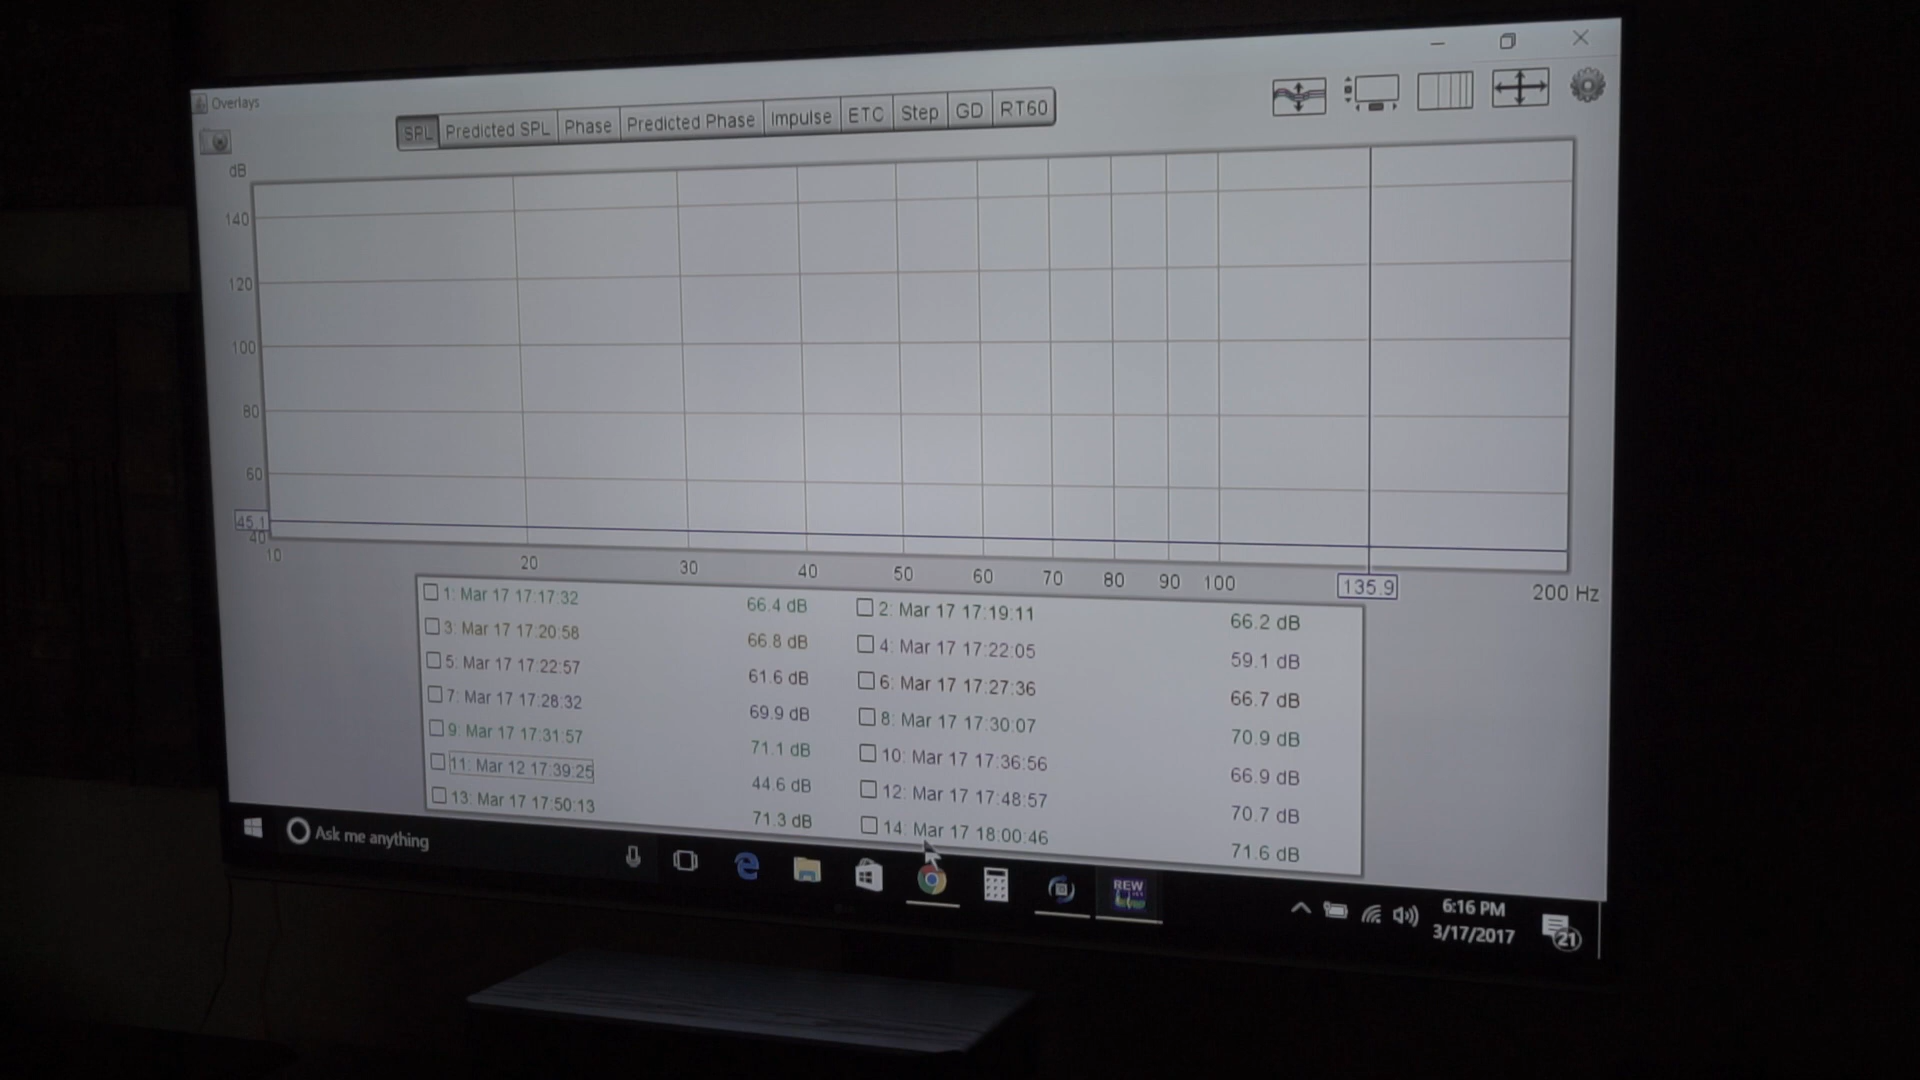 Overlays
SPL Predicted SPL Phase Predicted Phase Impulse ETC Step GD RT60
dB
140
120
100
80
60
45.1
40
10 20 30 40 50 60 70 80 90 100 135.9 200 Hz
1: Mar 17 17:17:32 66.4 dB 2: Mar 17 17:19:11 66.2 dB
3: Mar 17 17:20:58 66.8 dB 4: Mar 17 17:22:05 59.1 dB
5: Mar 17 17:22:57 61.6 dB 6: Mar 17 17:27:36 66.7 dB
7: Mar 17 17:28:32 69.9 dB 8: Mar 17 17:30:07 70.9 dB
9: Mar 17 17:31:57 71.1 dB 10: Mar 17 17:36:56 66.9 dB
11: Mar 12 17:39:25 44.6 dB 12: Mar 17 17:48:57 70.7 dB
13: Mar 17 17:50:13 71.3 dB 14: Mar 17 18:00:46 71.6 dB
Ask me anything
REW
6:16 PM
3/17/2017
21